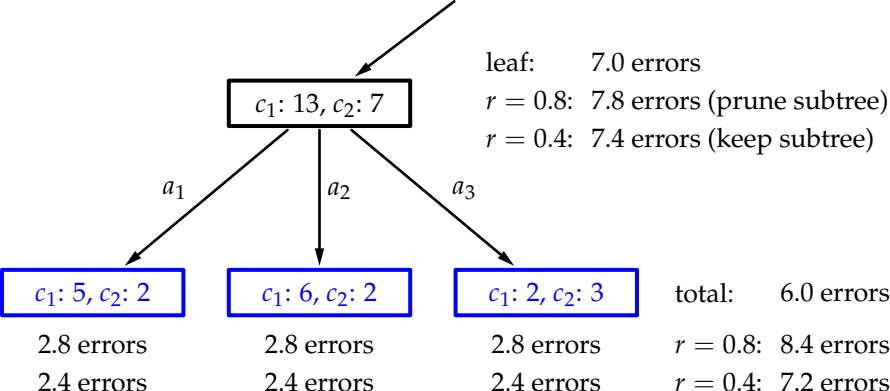 leaf: 7.0 errors
c₁: 13, c₂: 7
r = 0.8: 7.8 errors (prune subtree)
r = 0.4: 7.4 errors (keep subtree)
a₁ a₂ a₃
c₁: 5, c₂: 2 c₁: 6, c₂: 2 c₁: 2, c₂: 3 total: 6.0 errors
2.8 errors 2.8 errors 2.8 errors r = 0.8: 8.4 errors
2.4 errors 2.4 errors 2.4 errors r = 0.4: 7.2 errors